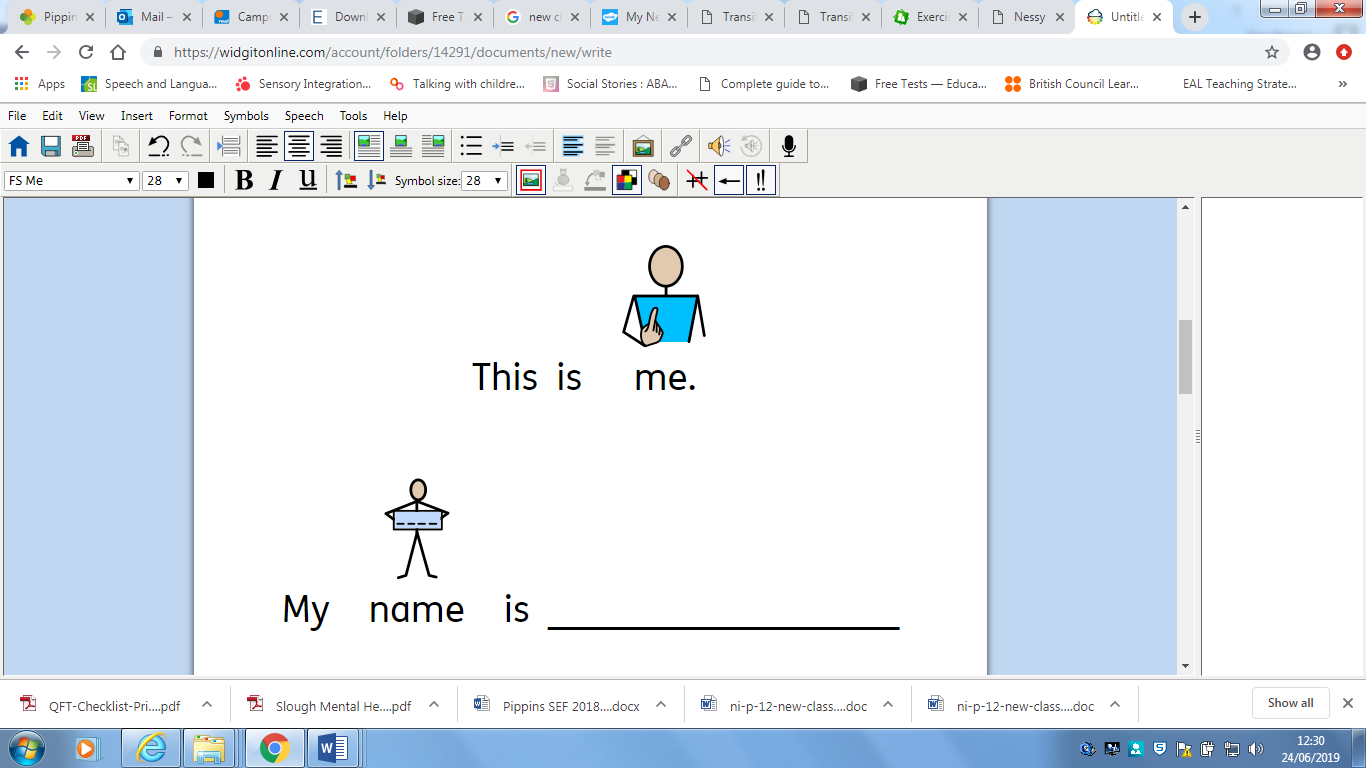 Pippin
Mail –
Camp
Downl
Free T
new cl
My Ne
Transi
Transi
Exerci
Nessy
Untitle
https://widgitonline.com/account/folders/14291/documents/new/write
Apps Speech and Langua... Sensory Integration... Talking with childre... Social Stories : ABA... Complete guide to... Free Tests — Educa... British Council Lear... EAL Teaching Strate... »
File Edit View Insert Format Symbols Speech Tools Help
FS Me 28 B I U Symbol size: 28
This is me.
My name is ____________________
QFT-Checklist-Pri....pdf Slough Mental He....pdf Pippins SEF 2018....docx ni-p-12-new-class....doc ni-p-12-new-class....doc Show all
12:30
24/06/2019